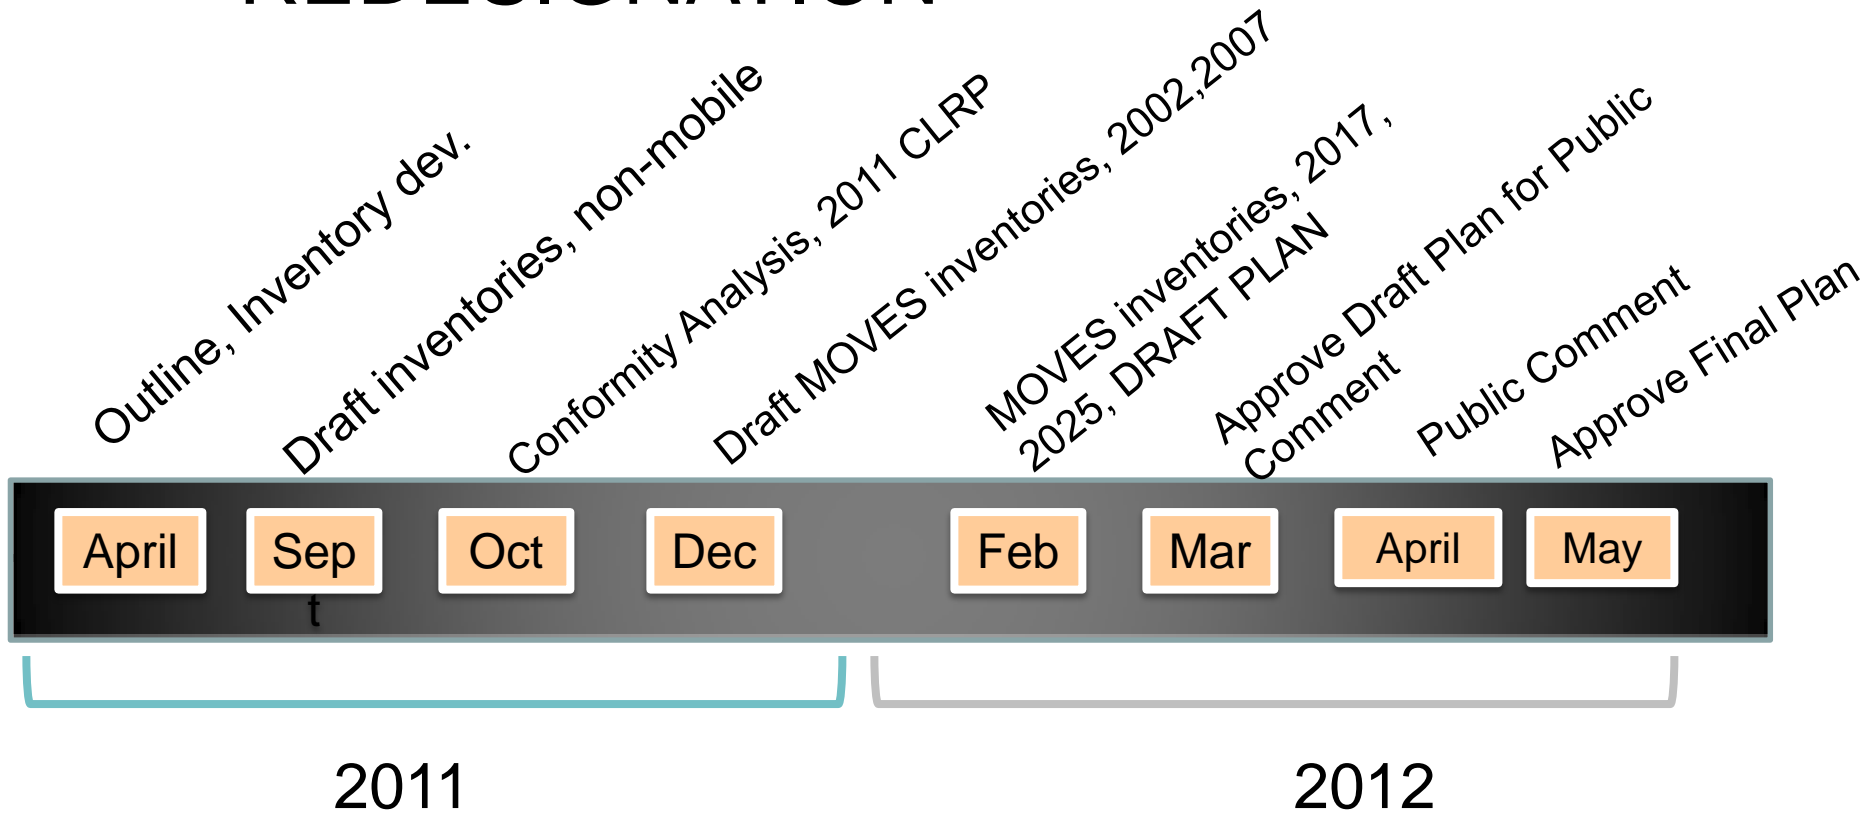 REDESIGNATION
Outline, Inventory dev.
Draft inventories, non-mobile
Conformity Analysis, 2011 CLRP
Draft MOVES inventories, 2002,2007
MOVES inventories, 2017,
2025, DRAFT PLAN
Approve Draft Plan for Public
Comment
Public Comment
Approve Final Plan
April
Sep
t
Oct
Dec
Feb
Mar
April
May
2011
2012